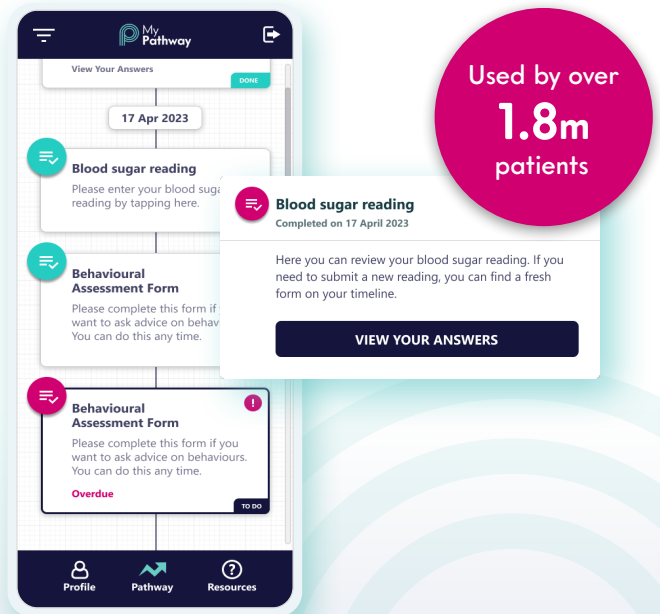 My
Pathway
View Your Answers
DONE
17 Apr 2023
Blood sugar reading
Please enter your blood
reading by tapping here.
Behavioural
Assessment Form
Please complete this form if
want to ask advice on
You can do this any time.
Behavioural
Assessment Form
Please complete this form if you
want to ask advice on behaviours.
You can do this any time.
Overdue
TO DO
Profile
Pathway
Resources
Blood sugar reading
Completed on 17 April 2023
Here you can review your blood sugar reading. If you
need to submit a new reading, you can find a fresh
form on your timeline.
VIEW YOUR ANSWERS
Used by over
1.8m
patients